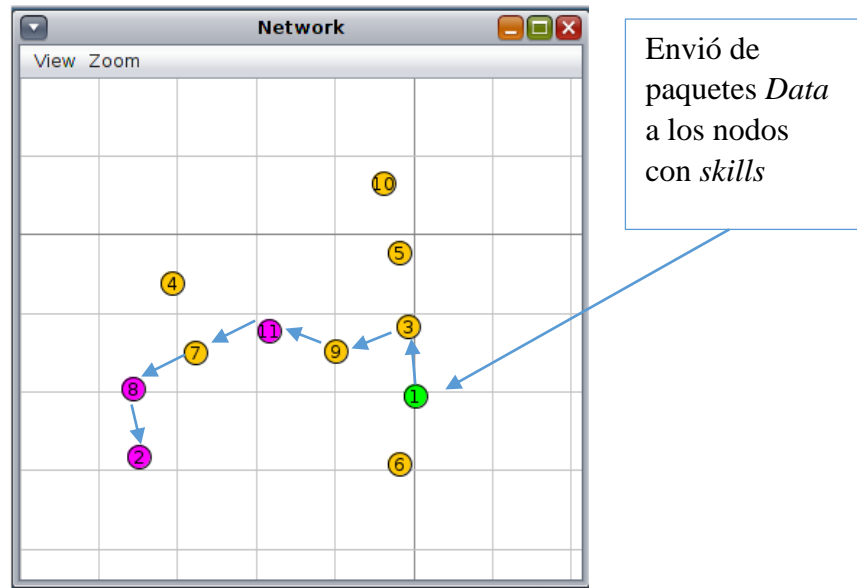 Network
View Zoom
10
5
4
3
11
9
7
8
1
2
6
Envió de
paquetes Data
a los nodos
con skills